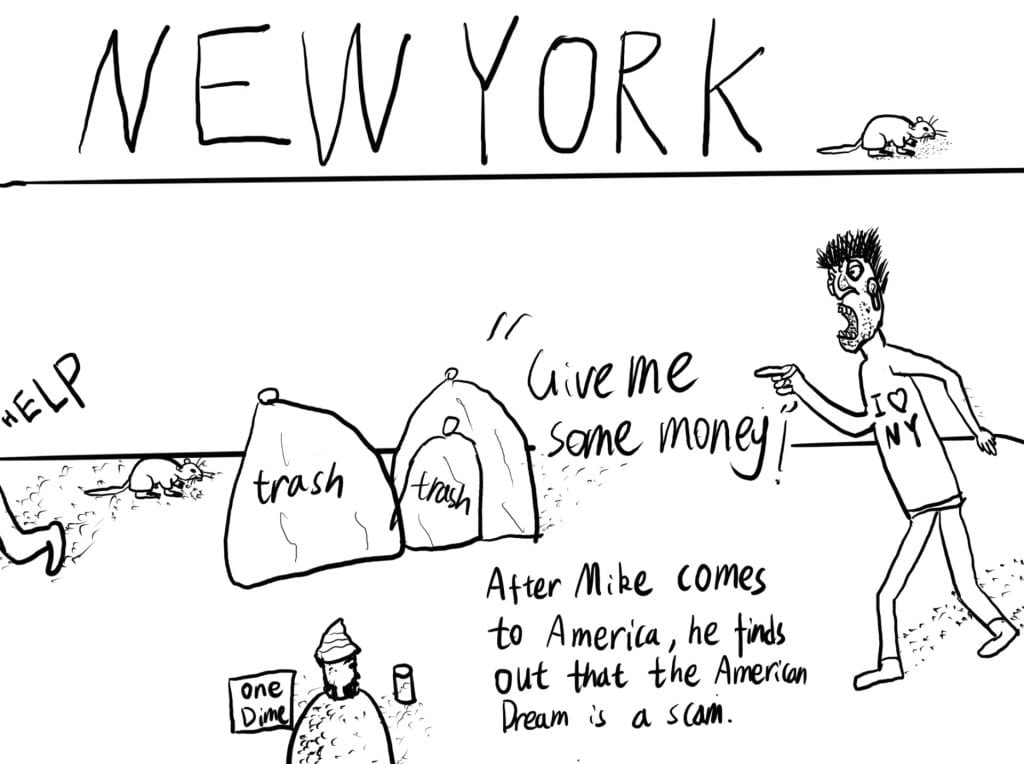 NEW YORK
HELP
"Give me
some money!"
trash
trash
I ♡
NY
After Mike comes
to America, he finds
out that the American
Dream is a scam.
one
Dime